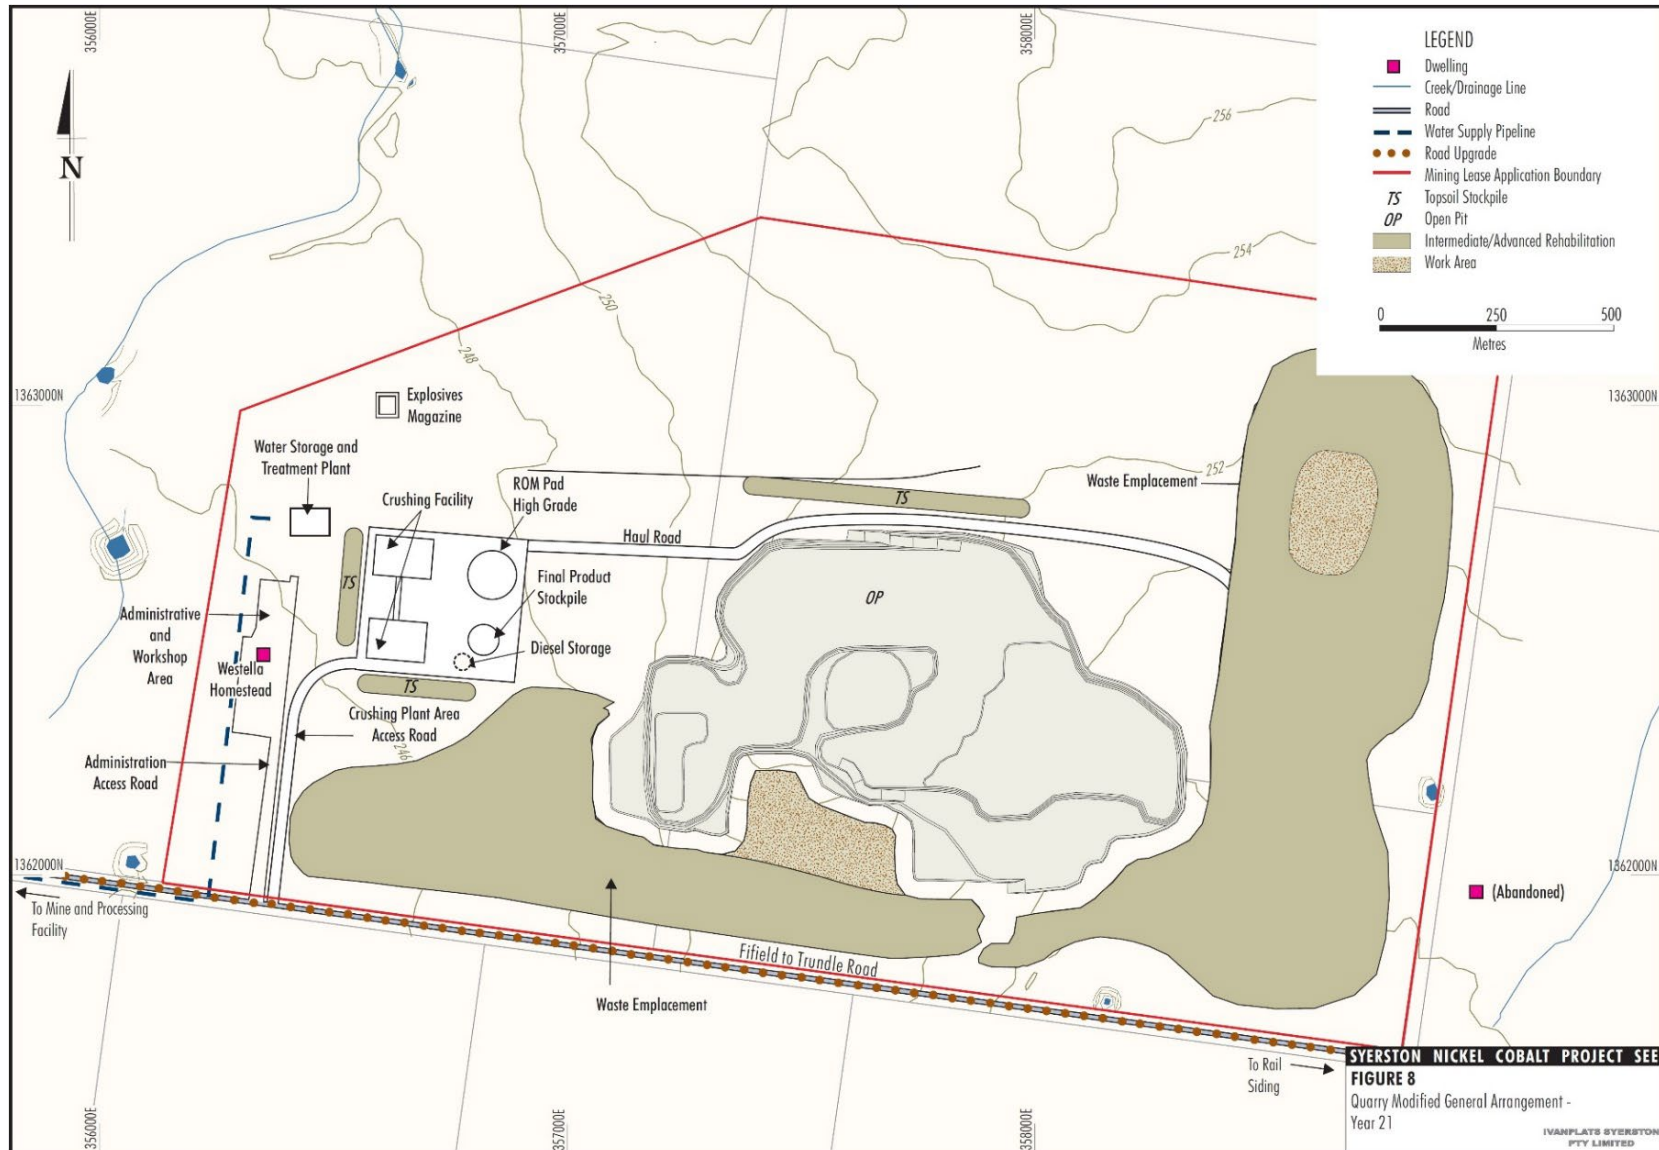 356000E
357000E
358000E
LEGEND
Dwelling
Creek/Drainage Line
Road
Water Supply Pipeline
Road Upgrade
Mining Lease Application Boundary
TS Topsoil Stockpile
OP Open Pit
Intermediate/Advanced Rehabilitation
Work Area
0 250 500
Metres
N
256
254
250
248
252
246
1363000N
1363000N
Explosives
Magazine
Water Storage and
Treatment Plant
Crushing Facility
ROM Pad
High Grade
Waste Emplacement
TS
Haul Road
TS
Final Product
Stockpile
OP
Administrative
and
Workshop
Area
Diesel Storage
Westella
Homestead
TS
Crushing Plant Area
Access Road
Administration
Access Road
1362000N
1362000N
(Abandoned)
To Mine and Processing
Facility
Fifield to Trundle Road
Waste Emplacement
To Rail
Siding
356000E
357000E
358000E
SYERSTON NICKEL COBALT PROJECT SEE
FIGURE 8
Quarry Modified General Arrangement -
Year 21
IVANPLATS SYERSTON
PTY LIMITED